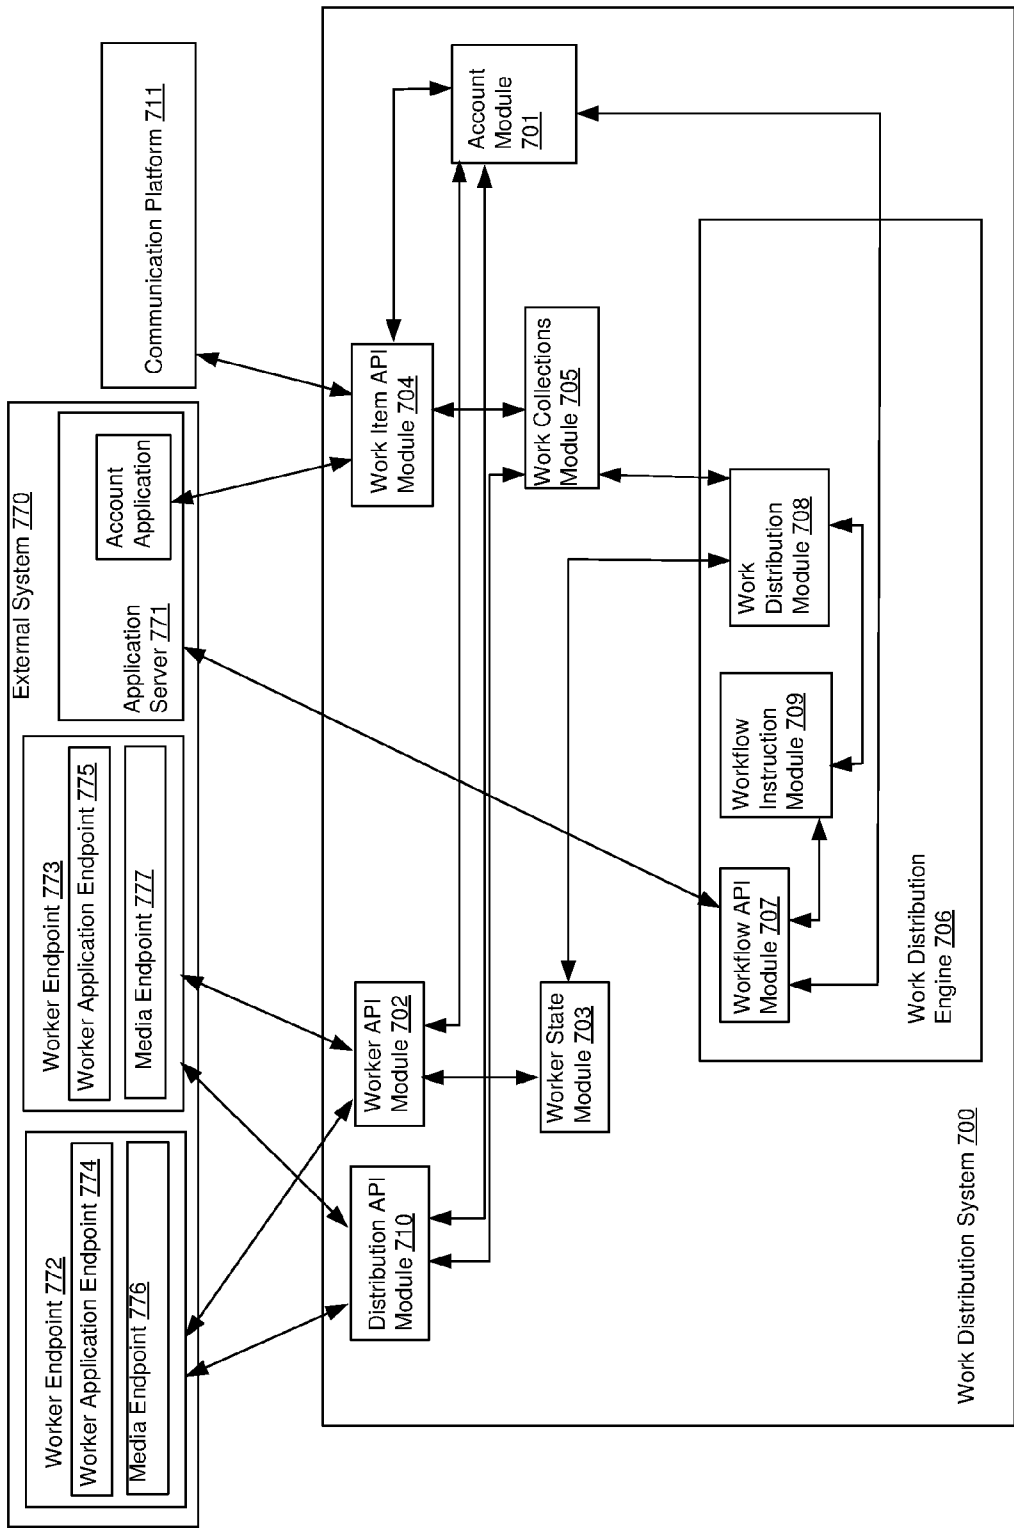 External System 770
Worker Endpoint 772
Worker Application Endpoint 774
Media Endpoint 776
Worker Endpoint 773
Worker Application Endpoint 775
Media Endpoint 777
Application
Server 771
Account
Application
Communication Platform 711
Distribution API
Module 710
Worker API
Module 702
Work Item API
Module 704
Account
Module
701
Worker State
Module 703
Work Collections
Module 705
Workflow API
Module 707
Workflow
Instruction
Module 709
Work
Distribution
Module 708
Work Distribution
Engine 706
Work Distribution System 700